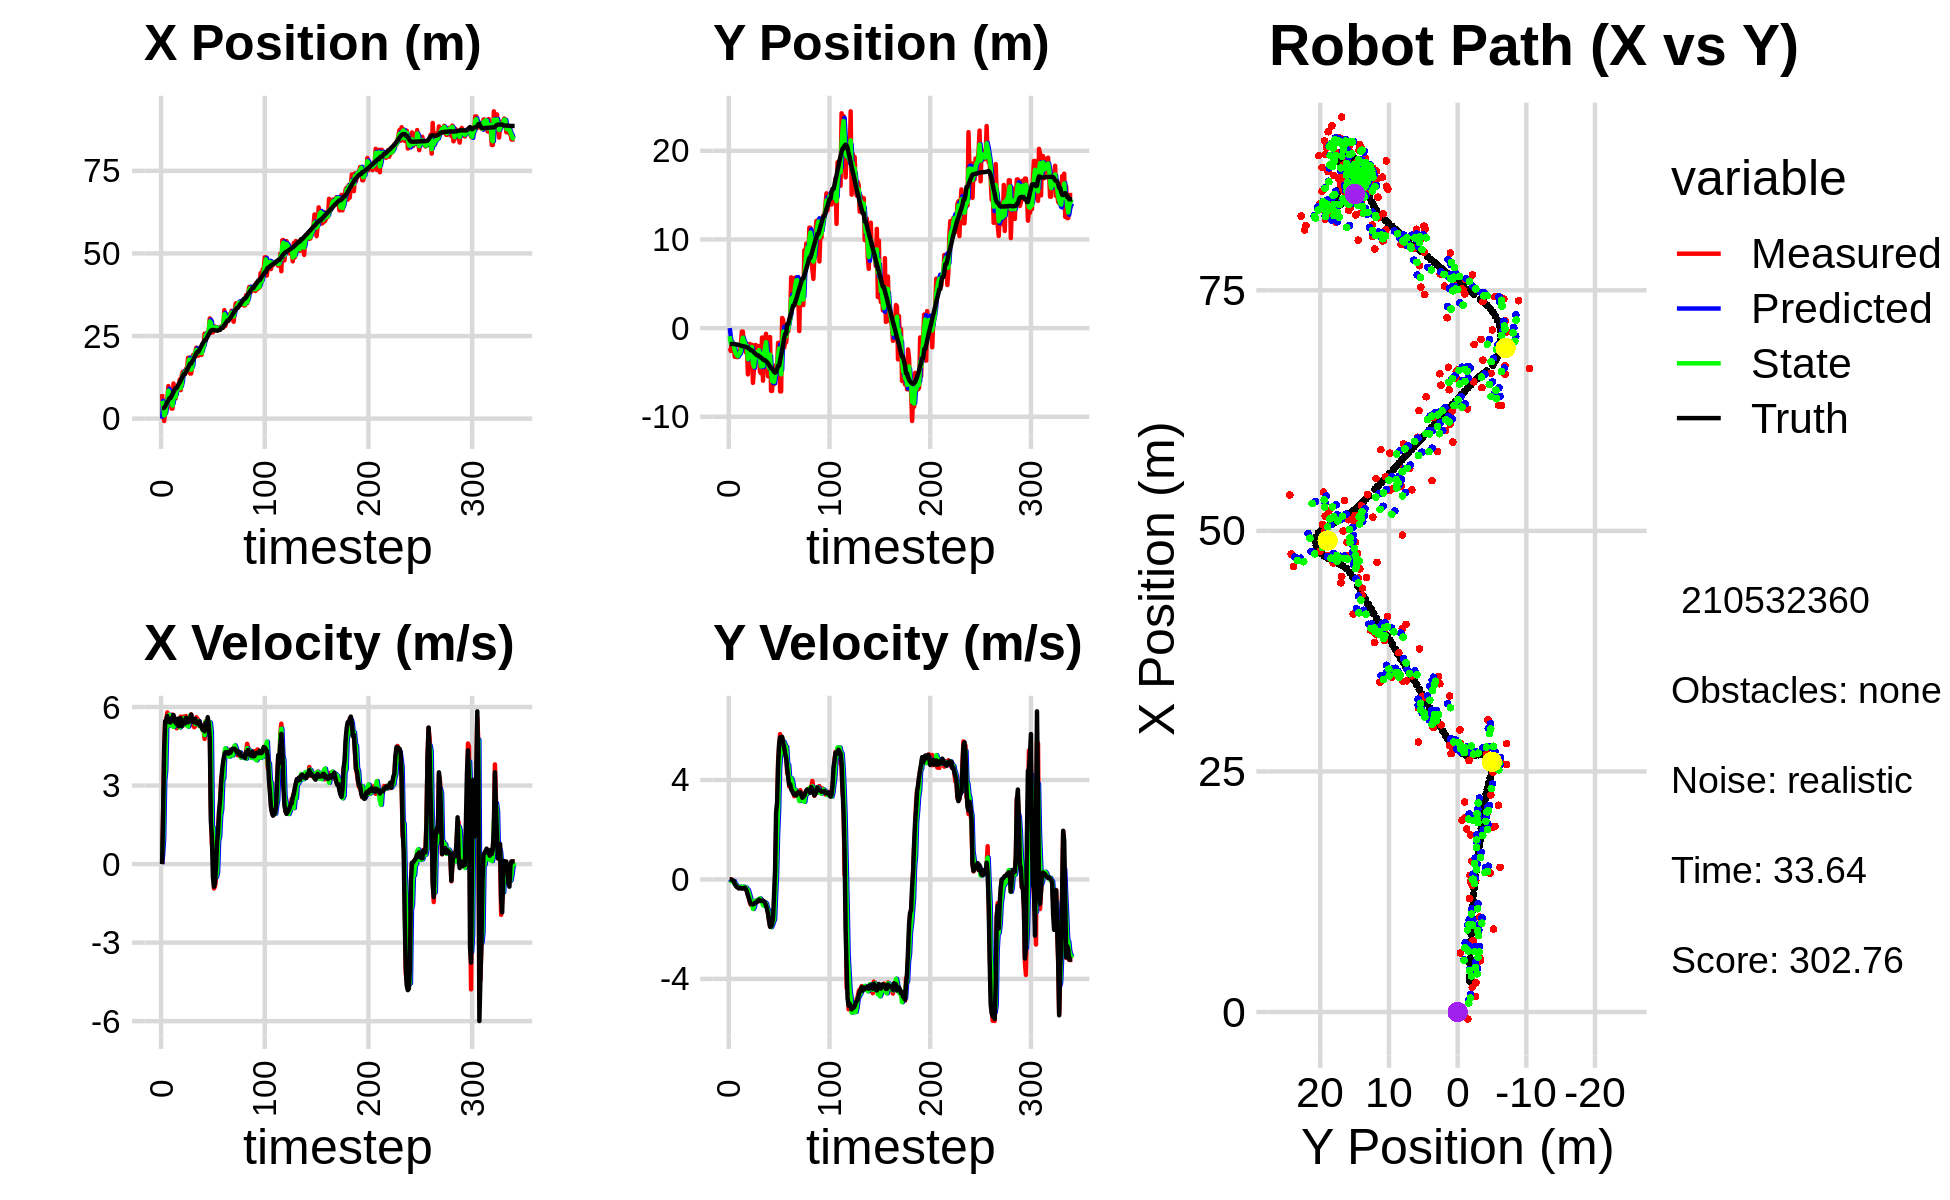 X Position (m)
75
50
25
0
0
100
200
300
timestep
Y Position (m)
20
10
0
-10
0
100
200
300
timestep
X Velocity (m/s)
6
3
0
-3
-6
0
100
200
300
timestep
Y Velocity (m/s)
4
0
-4
0
100
200
300
timestep
Robot Path (X vs Y)
X Position (m)
75
50
25
0
20 10 0 -10 -20
Y Position (m)
variable
Measured
Predicted
State
Truth
210532360
Obstacles: none
Noise: realistic
Time: 33.64
Score: 302.76